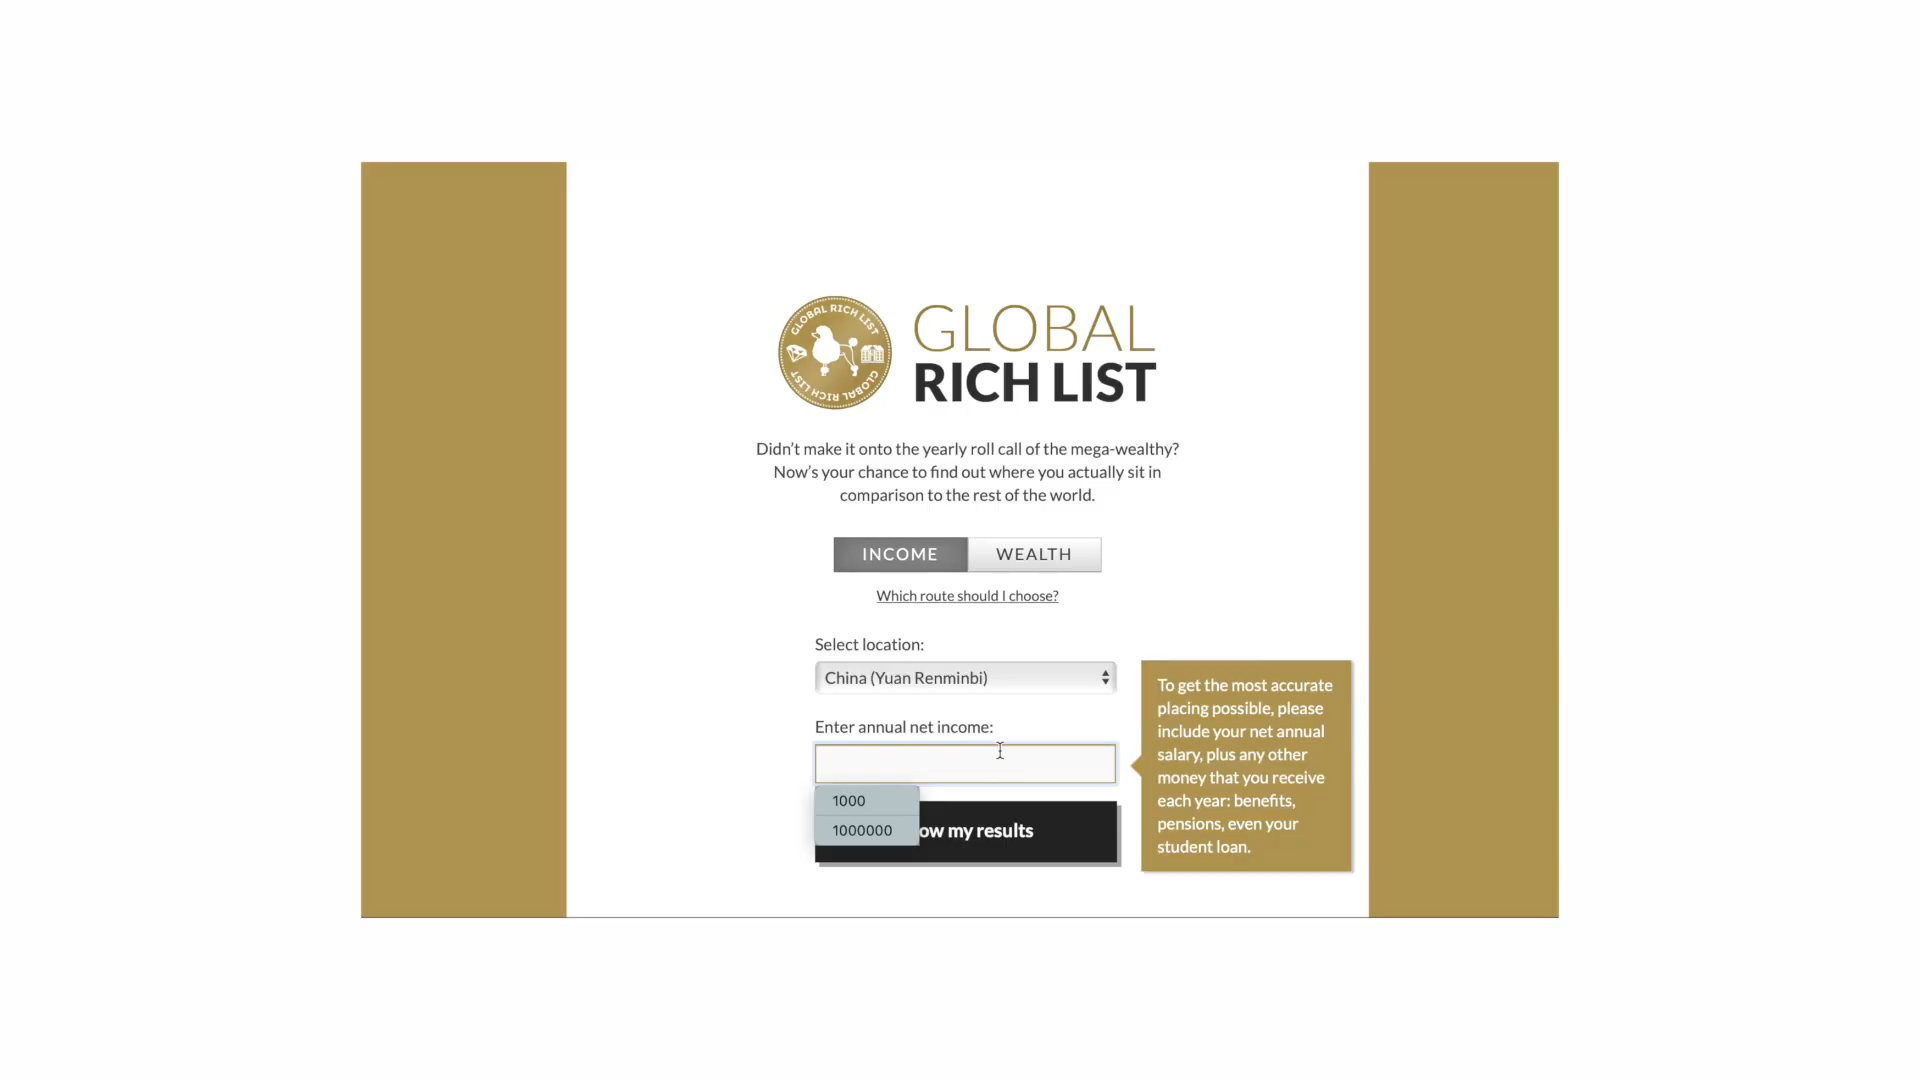 GLOBAL RICH LIST
GLOBAL RICH LIST
GLOBAL
RICH LIST
Didn't make it onto the yearly roll call of the mega-wealthy?
Now's your chance to find out where you actually sit in
comparison to the rest of the world.
INCOME
WEALTH
Which route should I choose?
Select location:
China (Yuan Renminbi)
Enter annual net income:
1000
1000000
ow my results
To get the most accurate
placing possible, please
include your net annual
salary, plus any other
money that you receive
each year: benefits,
pensions, even your
student loan.